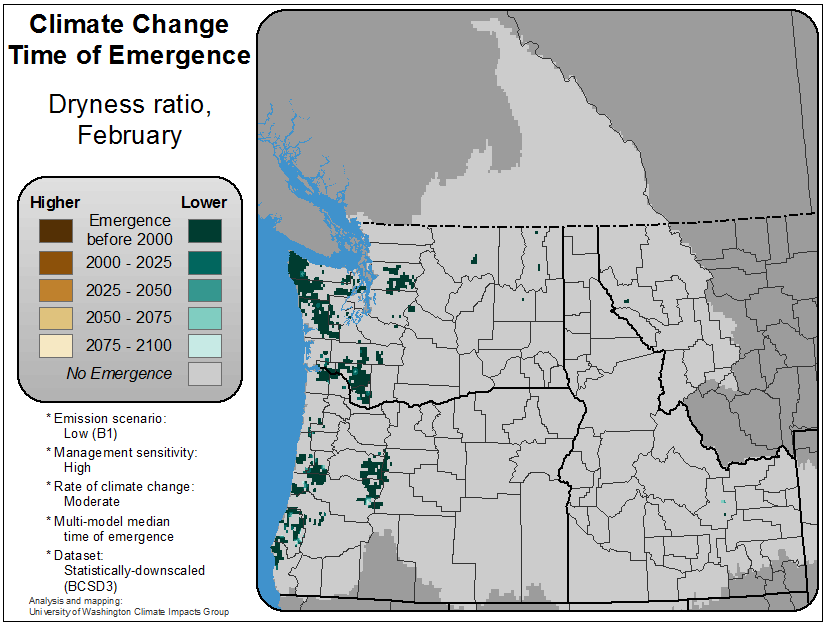 Climate Change
Time of Emergence
Dryness ratio,
February
Higher
Lower
Emergence
before 2000
2000 - 2025
2025 - 2050
2050 - 2075
2075 - 2100
No Emergence
* Emission scenario:
Low (B1)
* Management sensitivity:
High
* Rate of climate change:
Moderate
* Multi-model median
time of emergence
* Dataset:
Statistically-downscaled
(BCSD3)
Analysis and mapping:
University of Washington Climate Impacts Group